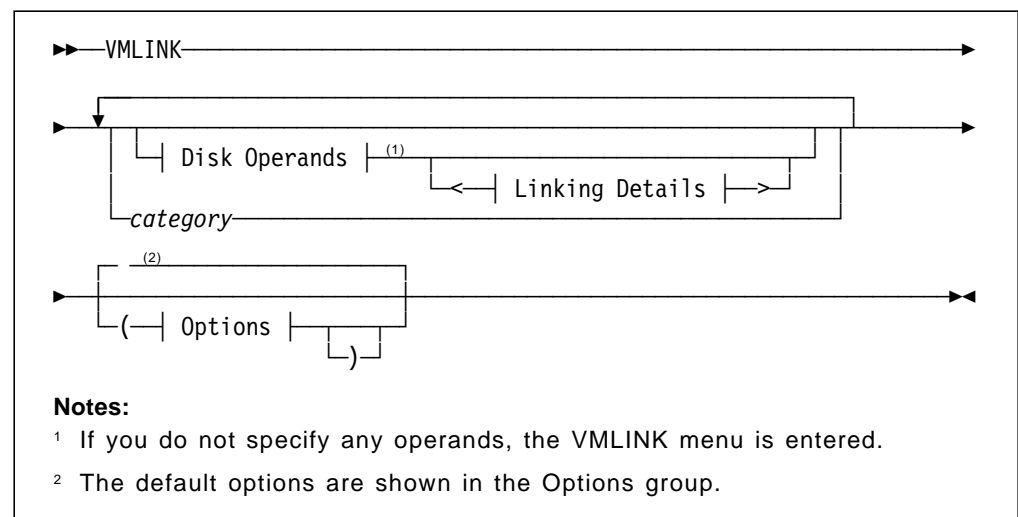 VMLINK
Disk Operands (1)
< Linking Details >
category
(2)
( Options )
Notes:
1 If you do not specify any operands, the VMLINK menu is entered.
2 The default options are shown in the Options group.